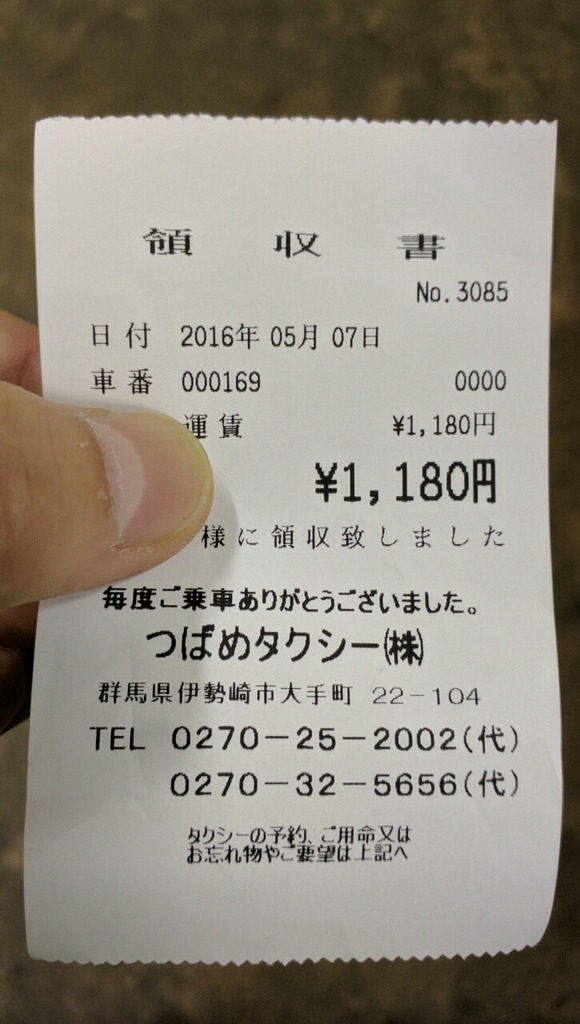 領収書
No.3085
日付 2016年05月07日
車番 000169 0000
運賃 ¥1,180円
¥1,180円
様に領収致しました
毎度ご乗車ありがとうございました。
つばめタクシー㈱
群馬県伊勢崎市大手町 22-104
TEL 0270-25-2002(代)
0270-32-5656(代)
タクシーの予約、ご用命又は
お忘れ物やご要望は上記へ